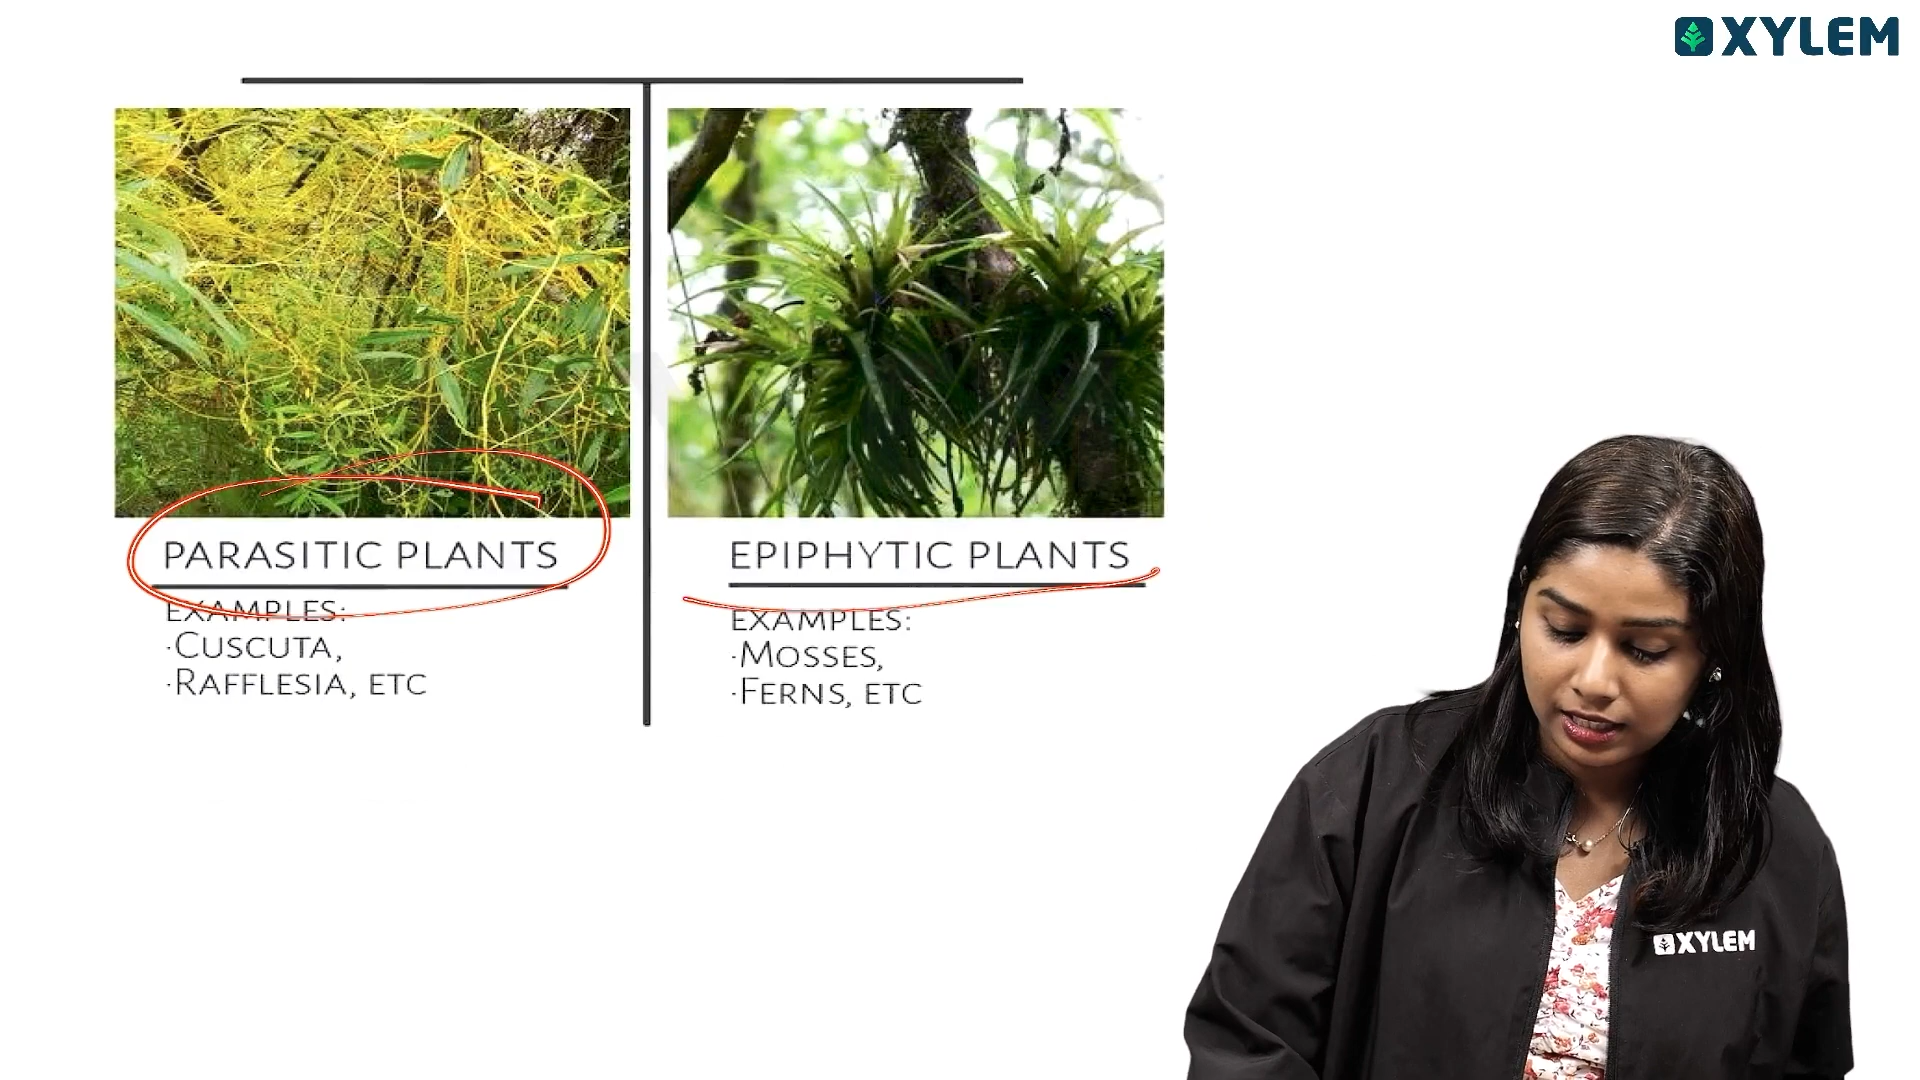 XYLEM
PARASITIC PLANTS
EXAMPLES:
·CUSCUTA,
·RAFFLESIA, ETC
EPIPHYTIC PLANTS
EXAMPLES:
·MOSSES,
·FERNS, ETC
XYLEM